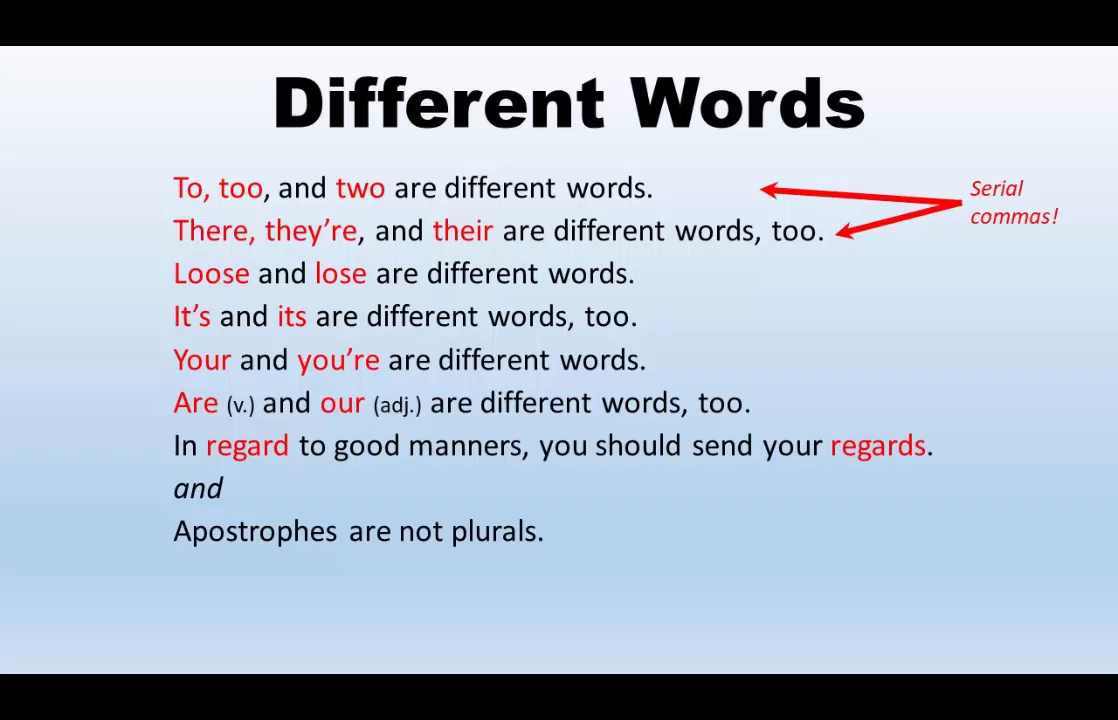 Different Words
To, too, and two are different words.
There, they’re, and their are different words, too.
Loose and lose are different words.
It’s and its are different words, too.
Your and you’re are different words.
Are (v.) and our (adj.) are different words, too.
In regard to good manners, you should send your regards.
and
Apostrophes are not plurals.
Serial
commas!